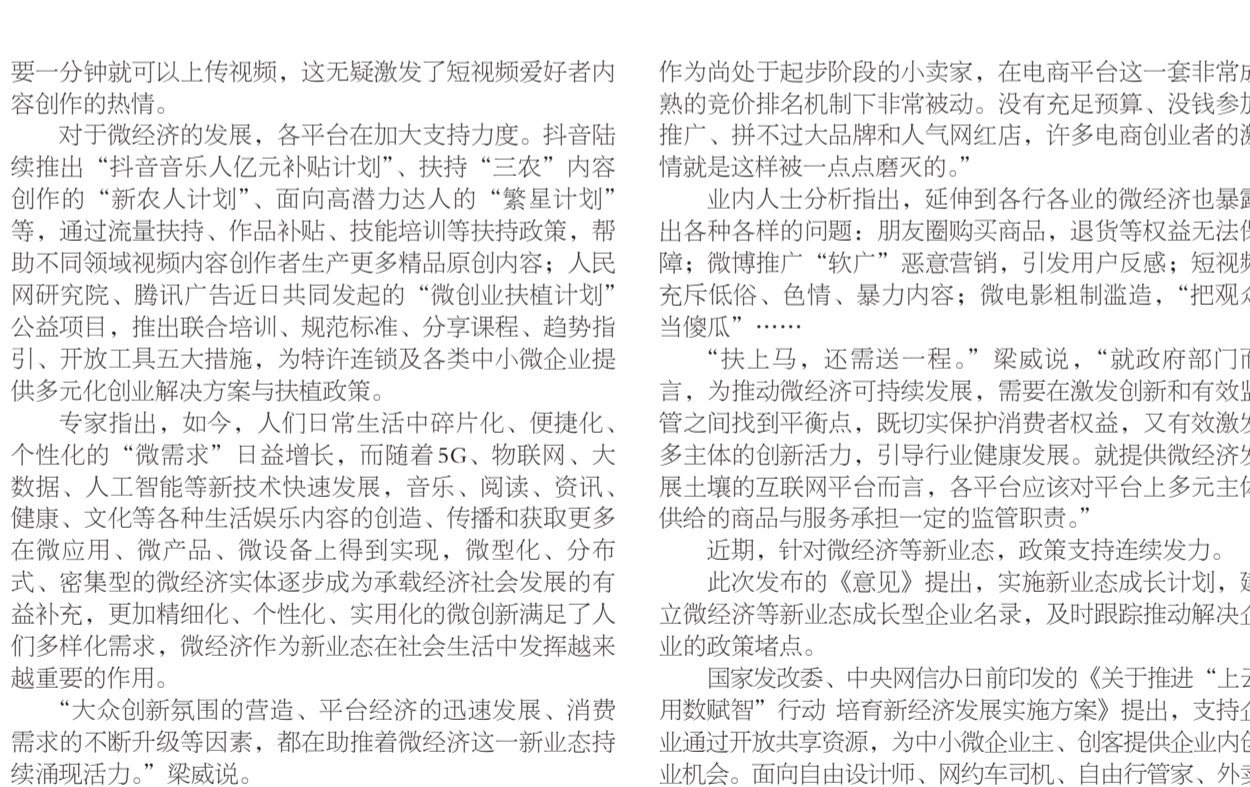 要一分钟就可以上传视频，这无疑激发了短视频爱好者内
容创作的热情。
对于微经济的发展，各平台在加大支持力度。抖音陆
续推出“抖音音乐人亿元补贴计划”、扶持“三农”内容
创作的“新农人计划”、面向高潜力达人的“繁星计划”
等，通过流量扶持、作品补贴、技能培训等扶持政策，帮
助不同领域视频内容创作者生产更多精品原创内容；人民
网研究院、腾讯广告近日共同发起的“微创业扶植计划”
公益项目，推出联合培训、规范标准、分享课程、趋势指
引、开放工具五大措施，为特许连锁及各类中小微企业提
供多元化创业解决方案与扶植政策。
专家指出，如今，人们日常生活中碎片化、便捷化、
个性化的“微需求”日益增长，而随着5G、物联网、大
数据、人工智能等新技术快速发展，音乐、阅读、资讯、
健康、文化等各种生活娱乐内容的创造、传播和获取更多
在微应用、微产品、微设备上得到实现，微型化、分布
式、密集型的微经济实体逐步成为承载经济社会发展的有
益补充，更加精细化、个性化、实用化的微创新满足了人
们多样化需求，微经济作为新业态在社会生活中发挥越来
越重要的作用。
“大众创新氛围的营造、平台经济的迅速发展、消费
需求的不断升级等因素，都在助推着微经济这一新业态持
续涌现活力。”梁威说。
作为尚处于起步阶段的小卖家，在电商平台这一套非常成
熟的竞价排名机制下非常被动。没有充足预算、没钱参加
推广、拼不过大品牌和人气网红店，许多电商创业者的激
情就是这样被一点点磨灭的。”
业内人士分析指出，延伸到各行各业的微经济也暴露
出各种各样的问题：朋友圈购买商品，退货等权益无法保
障；微博推广“软广”恶意营销，引发用户反感；短视频
充斥低俗、色情、暴力内容；微电影粗制滥造，“把观众
当傻瓜”……
“扶上马，还需送一程。”梁威说，“就政府部门而
言，为推动微经济可持续发展，需要在激发创新和有效监
管之间找到平衡点，既切实保护消费者权益，又有效激发
多主体的创新活力，引导行业健康发展。就提供微经济发
展土壤的互联网平台而言，各平台应该对平台上多元主体
供给的商品与服务承担一定的监管职责。”
近期，针对微经济等新业态，政策支持连续发力。
此次发布的《意见》提出，实施新业态成长计划，建
立微经济等新业态成长型企业名录，及时跟踪推动解决企
业的政策堵点。
国家发改委、中央网信办日前印发的《关于推进“上云
用数赋智”行动 培育新经济发展实施方案》提出，支持企
业通过开放共享资源，为中小微企业主、创客提供企业内创
业机会。面向自由设计师、网约车司机、自由行管家、外卖